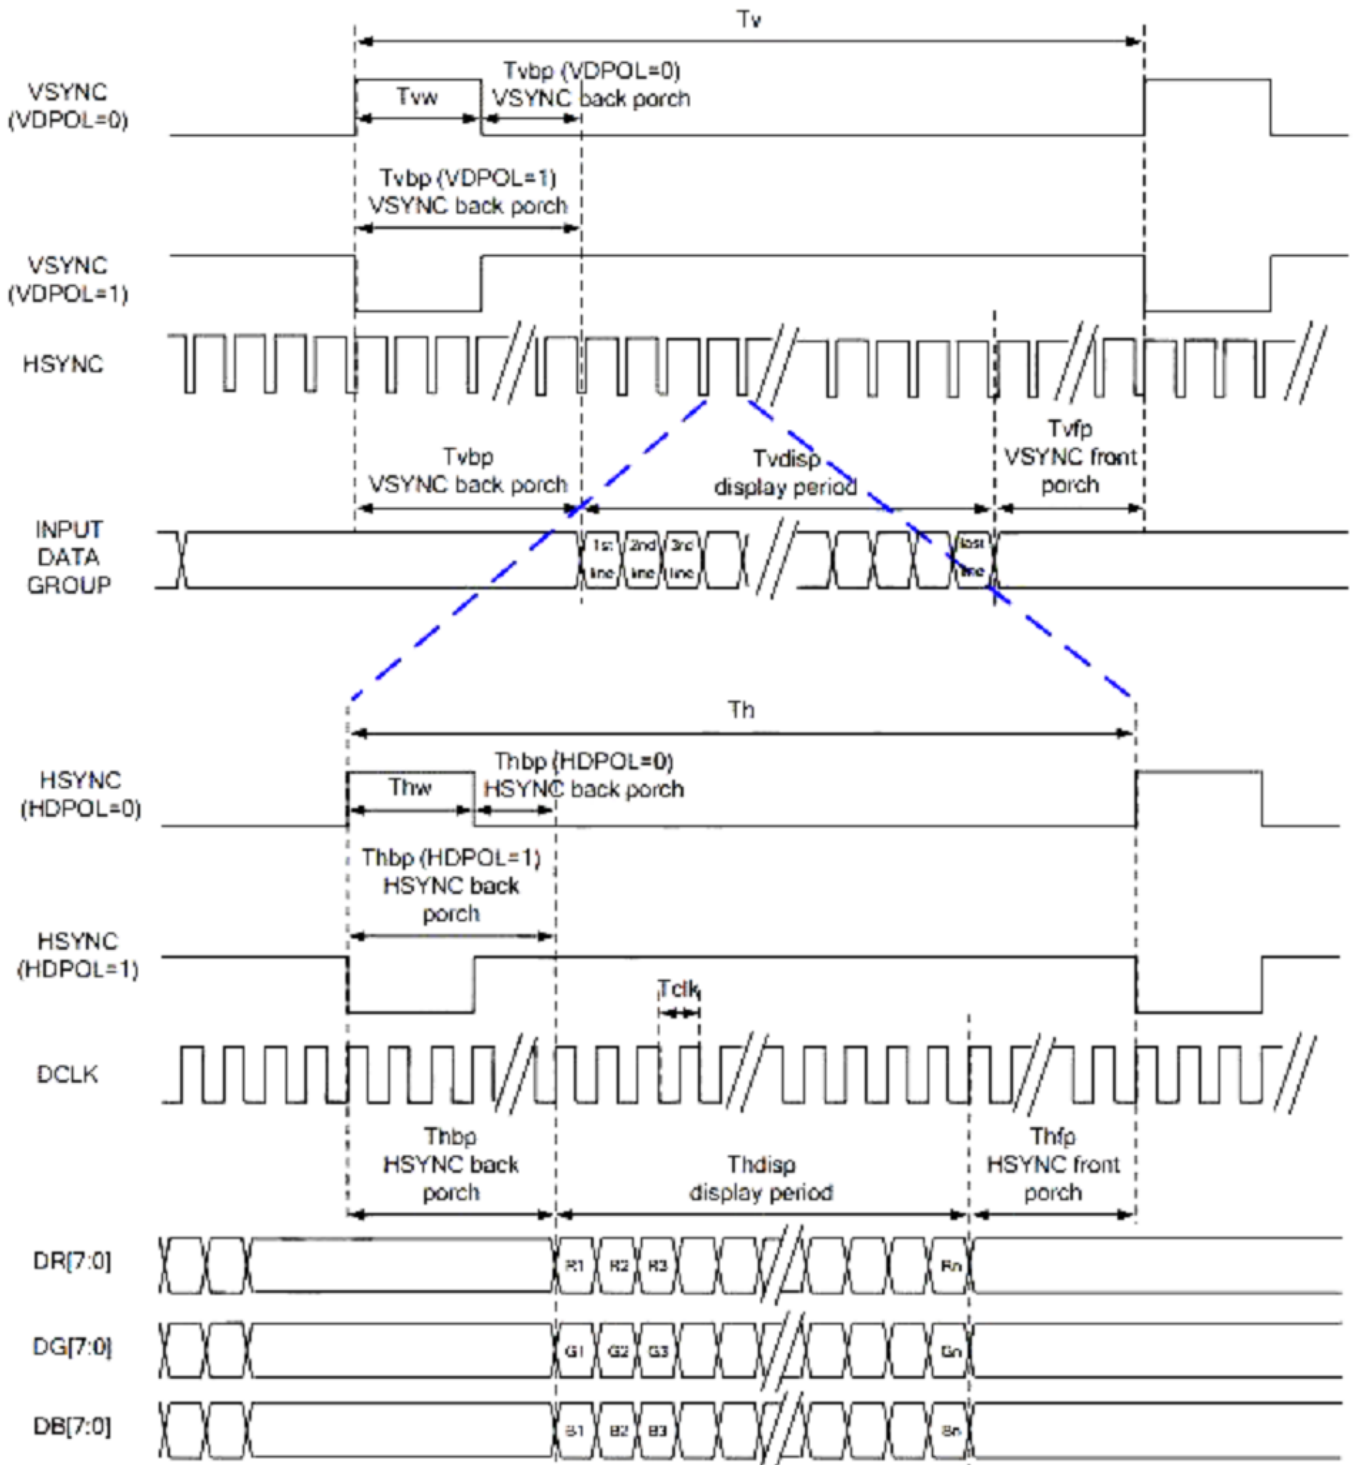 Tv
VSYNC
(VDPOL=0)
Tvw
Tvbp (VDPOL=0)
VSYNC back porch
Tvbp (VDPOL=1)
VSYNC back porch
VSYNC
(VDPOL=1)
HSYNC
Tvbp
VSYNC back porch
Tvdisp
display period
Tvfp
VSYNC front
porch
INPUT
DATA
GROUP
1st
line
2nd
line
3rd
line
last
line
Th
HSYNC
(HDPOL=0)
Thw
Thbp (HDPOL=0)
HSYNC back porch
Thbp (HDPOL=1)
HSYNC back
porch
HSYNC
(HDPOL=1)
Tclk
DCLK
Thbp
HSYNC back
porch
Thdisp
display period
Thfp
HSYNC front
porch
DR[7:0]
R1
R2
R3
Rn
DG[7:0]
G1
G2
G3
Gn
DB[7:0]
B1
B2
B3
Bn